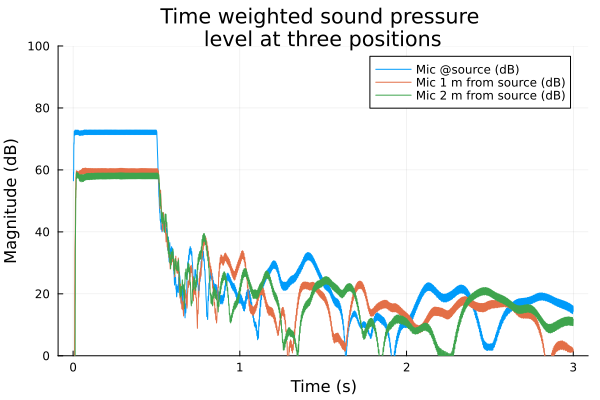 Time weighted sound pressure
level at three positions
Mic @source (dB)
Mic 1 m from source (dB)
Mic 2 m from source (dB)
Magnitude (dB)
100
80
60
40
20
0
0 1 2 3
Time (s)